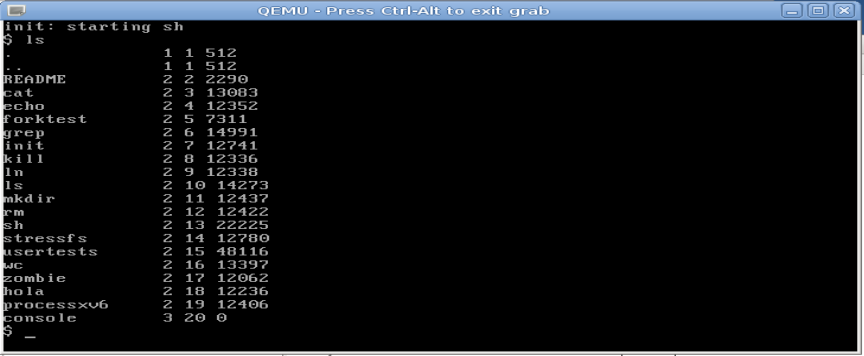 QEMU - Press Ctrl-Alt to exit grab
init: starting sh
$ ls
. 1 1 512
.. 1 1 512
README 2 2 2290
cat 2 3 13083
echo 2 4 12352
forktest 2 5 7311
grep 2 6 14991
init 2 7 12741
kill 2 8 12336
ln 2 9 12338
ls 2 10 14273
mkdir 2 11 12437
rm 2 12 12422
sh 2 13 22225
stressfs 2 14 12780
usertests 2 15 48116
wc 2 16 13397
zombie 2 17 12062
hola 2 18 12236
processxv6 2 19 12406
console 3 20 0
$ _